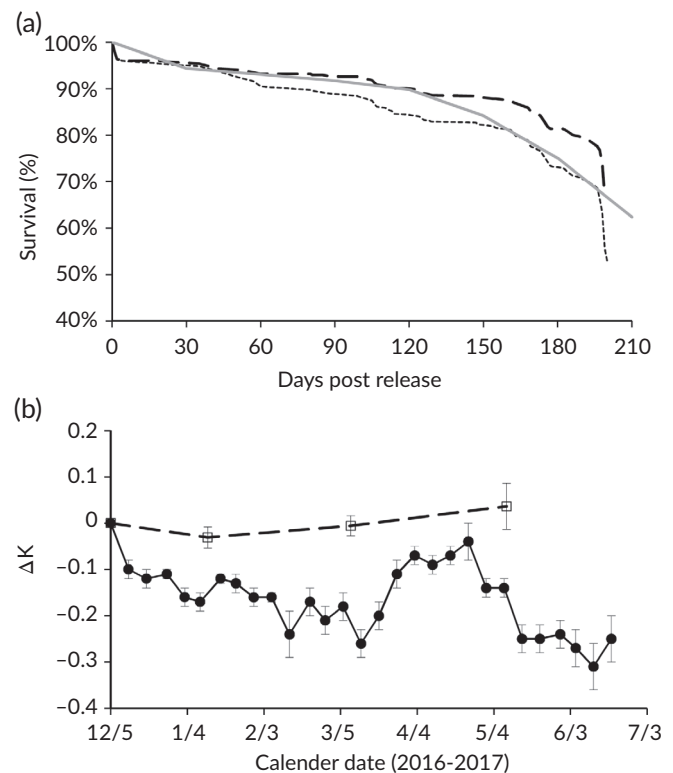 (a)
100%
90%
80%
70%
60%
50%
40%
Survival (%)
0 30 60 90 120 150 180 210
Days post release
(b)
0.2
0.1
0
−0.1
−0.2
−0.3
−0.4
ΔK
12/5 1/4 2/3 3/5 4/4 5/4 6/3 7/3
Calender date (2016-2017)